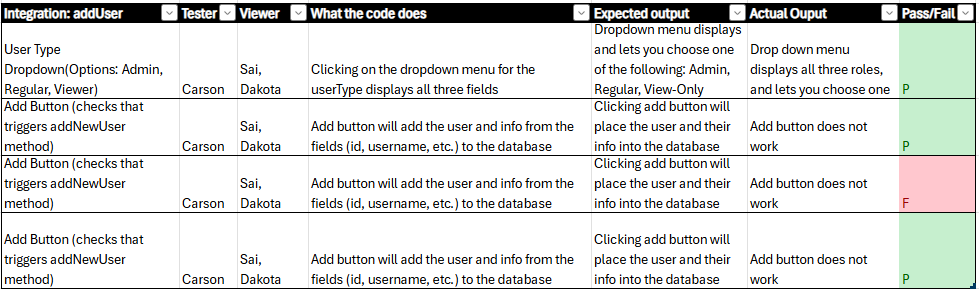 Integration: addUser Tester Viewer What the code does Expected output Actual Ouput Pass/Fail
User Type
Dropdown(Options: Admin,
Regular, Viewer)
Carson
Sai,
Dakota
Clicking on the dropdown menu for the
userType displays all three fields
Dropdown menu displays
and lets you choose one
of the following: Admin,
Regular, View-Only
Drop down menu
displays all three roles,
and lets you choose one
P
Add Button (checks that
triggers addNewUser
method)
Carson
Sai,
Dakota
Add button will add the user and info from the
fields (id, username, etc.) to the database
Clicking add button will
place the user and their
info into the database
Add button does not
work
P
Add Button (checks that
triggers addNewUser
method)
Carson
Sai,
Dakota
Add button will add the user and info from the
fields (id, username, etc.) to the database
Clicking add button will
place the user and their
info into the database
Add button does not
work
F
Add Button (checks that
triggers addNewUser
method)
Carson
Sai,
Dakota
Add button will add the user and info from the
fields (id, username, etc.) to the database
Clicking add button will
place the user and their
info into the database
Add button does not
work
P